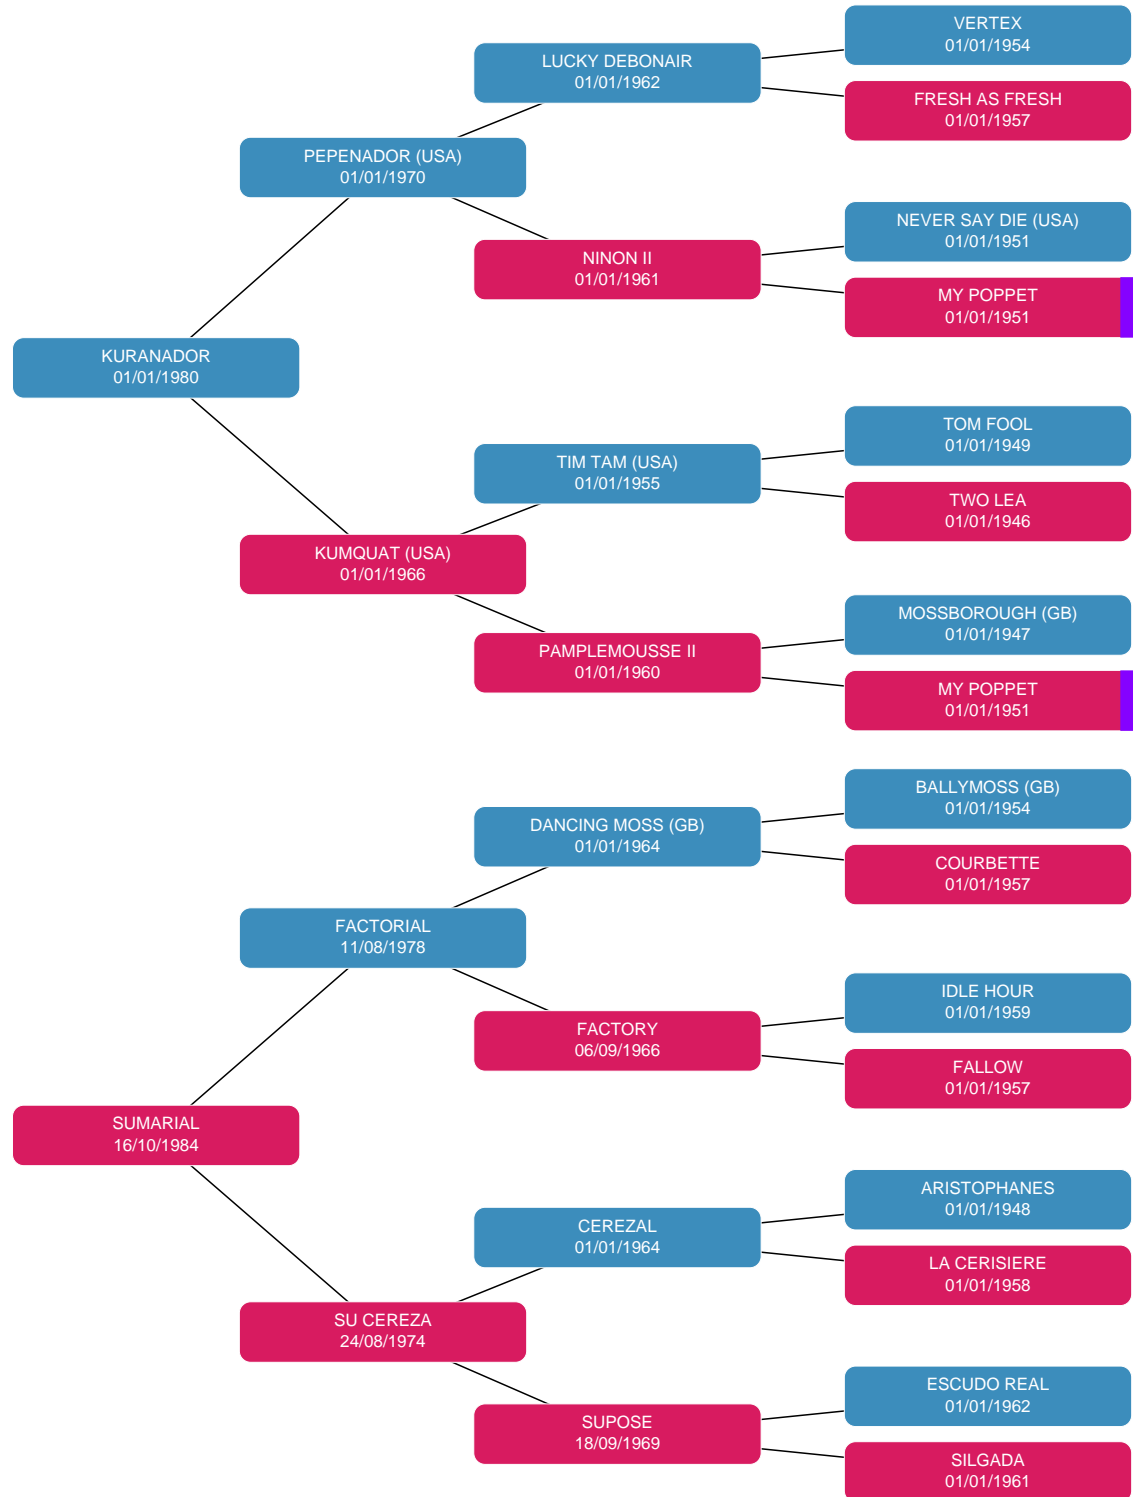 VERTEX
01/01/1954
LUCKY DEBONAIR
01/01/1962
FRESH AS FRESH
01/01/1957
PEPENADOR (USA)
01/01/1970
NEVER SAY DIE (USA)
01/01/1951
NINON II
01/01/1961
MY POPPET
01/01/1951
KURANADOR
01/01/1980
TOM FOOL
01/01/1949
TIM TAM (USA)
01/01/1955
TWO LEA
01/01/1946
KUMQUAT (USA)
01/01/1966
MOSSBOROUGH (GB)
01/01/1947
PAMPLEMOUSSE II
01/01/1960
MY POPPET
01/01/1951
BALLYMOSS (GB)
01/01/1954
DANCING MOSS (GB)
01/01/1964
COURBETTE
01/01/1957
FACTORIAL
11/08/1978
IDLE HOUR
01/01/1959
FACTORY
06/09/1966
FALLOW
01/01/1957
SUMARIAL
16/10/1984
ARISTOPHANES
01/01/1948
CEREZAL
01/01/1964
LA CERISIERE
01/01/1958
SU CEREZA
24/08/1974
ESCUDO REAL
01/01/1962
SUPOSE
18/09/1969
SILGADA
01/01/1961